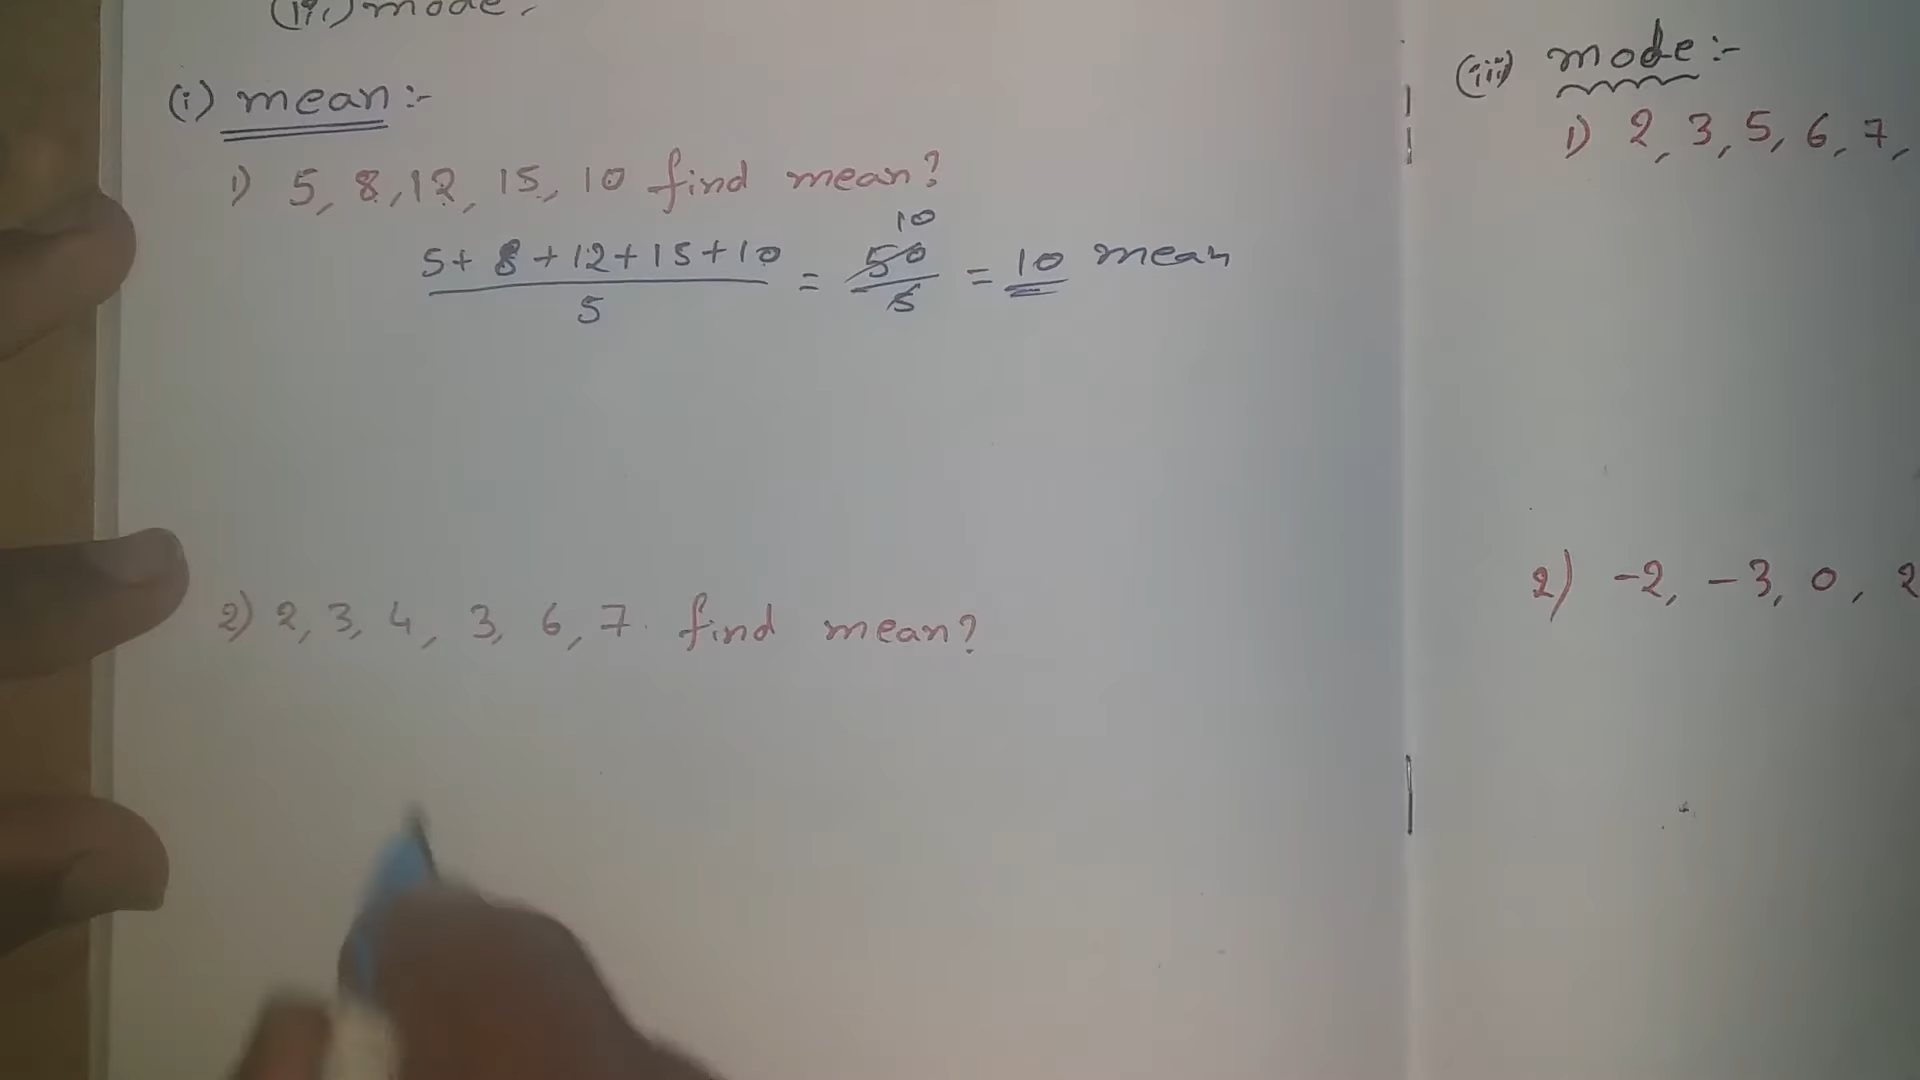 (iii) mode.
(i) mean :-
1) 5, 8, 12, 15, 10 find mean?
5+ 8 + 12 + 15 + 10 / 5 = 50 / 5 = 10 mean
10
2) 2, 3, 4, 3, 6, 7. find mean?
(iii) mode :-
1) 2, 3, 5, 6, 7,
2) -2, -3, 0, 2